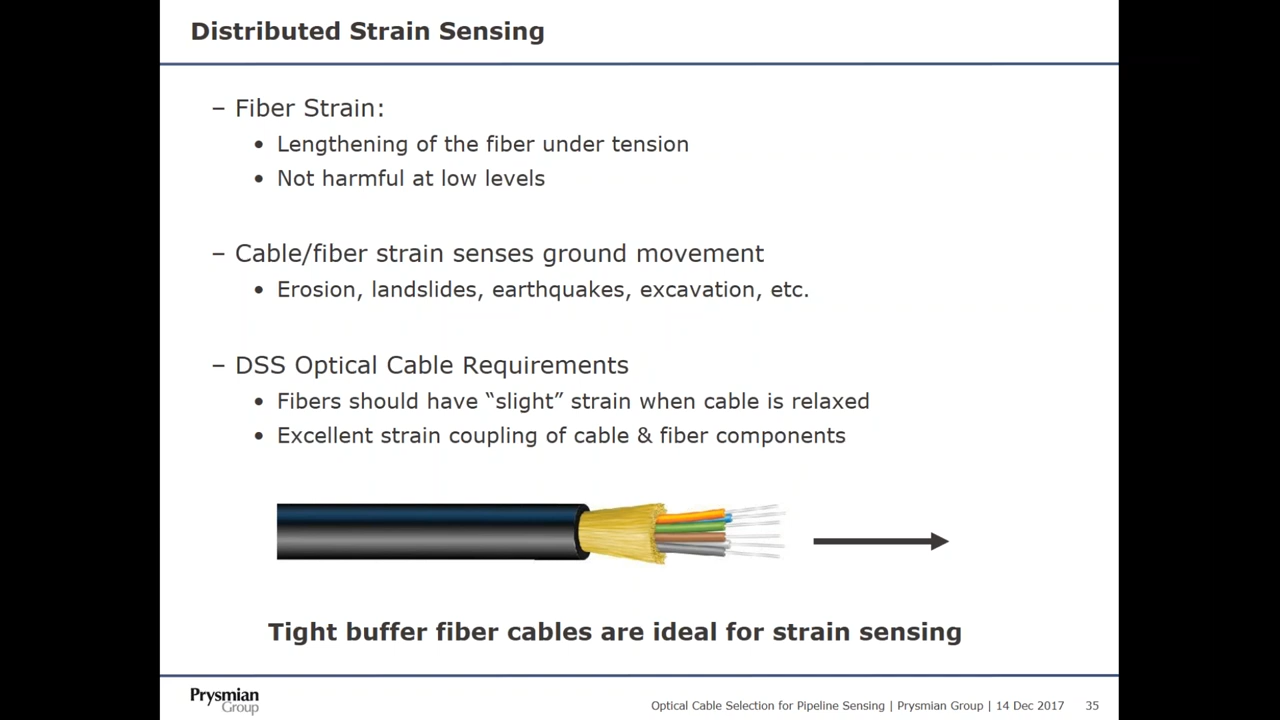 Distributed Strain Sensing
– Fiber Strain:
• Lengthening of the fiber under tension
• Not harmful at low levels
– Cable/fiber strain senses ground movement
• Erosion, landslides, earthquakes, excavation, etc.
– DSS Optical Cable Requirements
• Fibers should have “slight” strain when cable is relaxed
• Excellent strain coupling of cable & fiber components
Tight buffer fiber cables are ideal for strain sensing
Prysmian
Group
Optical Cable Selection for Pipeline Sensing | Prysmian Group | 14 Dec 2017 35